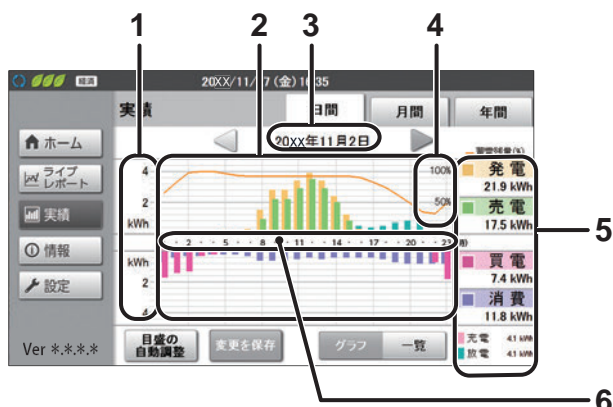 1 2 3 4
経済 20XX/11/ 7 (金) 16:35
実績 日間 月間 年間
20XX年11月2日
ホーム
ライブ
レポート
実績
情報
設定
Ver *.*.*.*
4
2
kWh
100%
50%
2 5 8 11 14 17 20 23
kWh
2
4
発電
21.9 kWh
売電
17.5 kWh
買電
7.4 kWh
消費
11.8 kWh
充電 4.1 kWh
放電 4.1 kWh
目盛の
自動調整
変更を保存
グラフ 一覧
5
6